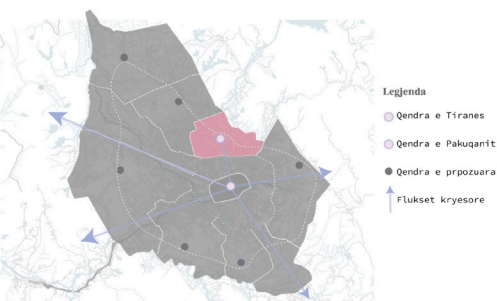 Legjenda
Qendra e Tiranes
Qendra e Pakuqanit
Qendra e prpozuara
Flukset kryesore